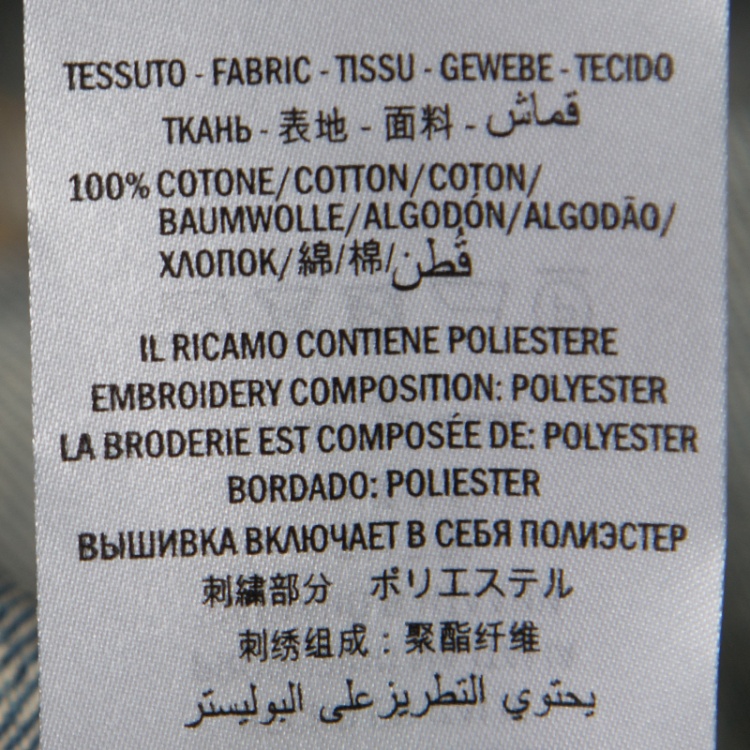 TESSUTO - FABRIC - TISSU - GEWEBE - TECIDO
ТКАНЬ - 表地 - 面料 - قماش
100% COTONE/COTTON/COTON/
BAUMWOLLE/ALGODÓN/ALGODÃO/
ХЛОПОК/綿/棉/قُطن
IL RICAMO CONTIENE POLIESTERE
EMBROIDERY COMPOSITION: POLYESTER
LA BRODERIE EST COMPOSÉE DE: POLYESTER
BORDADO: POLIESTER
ВЫШИВКА ВКЛЮЧАЕТ В СЕБЯ ПОЛИЭСТЕР
刺繍部分　ポリエステル
刺绣组成：聚酯纤维
يحتوي التطريز على البوليستر